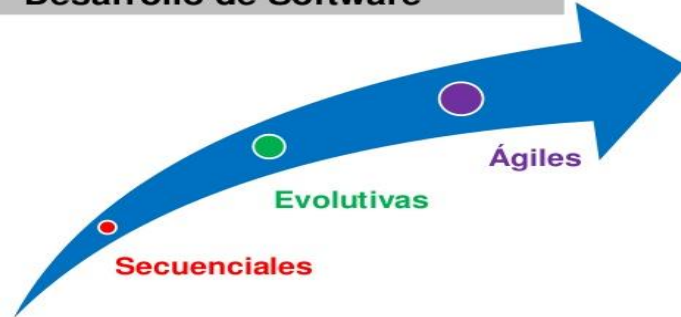 Desarrollo de Software
Ágiles
Evolutivas
Secuenciales